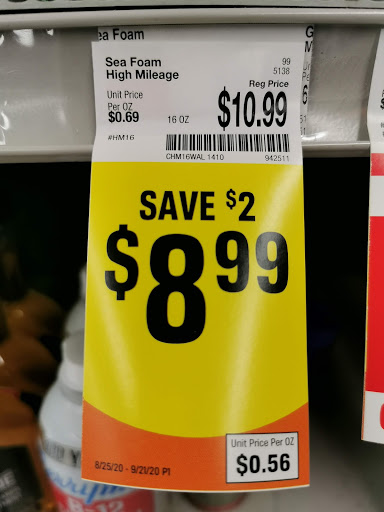 ea Foam
Sea Foam
High Mileage
99
5138
Unit Price
Per OZ
$0.69
16 OZ
Reg Price
$10.99
#HM16
CHM16WAL 1410
942511
SAVE $2
$8.99
8/25/20 - 9/21/20 P1
Unit Price Per OZ
$0.56
B-12